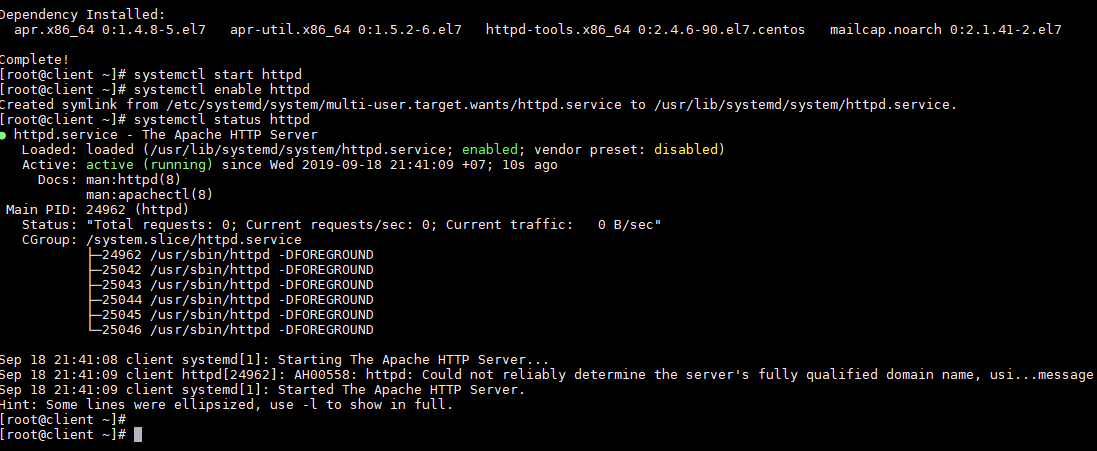 Dependency Installed:
  apr.x86_64 0:1.4.8-5.el7   apr-util.x86_64 0:1.5.2-6.el7   httpd-tools.x86_64 0:2.4.6-90.el7.centos   mailcap.noarch 0:2.1.41-2.el7

Complete!
[root@client ~]# systemctl start httpd
[root@client ~]# systemctl enable httpd
Created symlink from /etc/systemd/system/multi-user.target.wants/httpd.service to /usr/lib/systemd/system/httpd.service.
[root@client ~]# systemctl status httpd
● httpd.service - The Apache HTTP Server
   Loaded: loaded (/usr/lib/systemd/system/httpd.service; enabled; vendor preset: disabled)
   Active: active (running) since Wed 2019-09-18 21:41:09 +07; 10s ago
     Docs: man:httpd(8)
           man:apachectl(8)
 Main PID: 24962 (httpd)
   Status: "Total requests: 0; Current requests/sec: 0; Current traffic:   0 B/sec"
   CGroup: /system.slice/httpd.service
           ├─24962 /usr/sbin/httpd -DFOREGROUND
           ├─25042 /usr/sbin/httpd -DFOREGROUND
           ├─25043 /usr/sbin/httpd -DFOREGROUND
           ├─25044 /usr/sbin/httpd -DFOREGROUND
           ├─25045 /usr/sbin/httpd -DFOREGROUND
           └─25046 /usr/sbin/httpd -DFOREGROUND

Sep 18 21:41:08 client systemd[1]: Starting The Apache HTTP Server...
Sep 18 21:41:09 client httpd[24962]: AH00558: httpd: Could not reliably determine the server's fully qualified domain name, usi...message
Sep 18 21:41:09 client systemd[1]: Started The Apache HTTP Server.
Hint: Some lines were ellipsized, use -l to show in full.
[root@client ~]#
[root@client ~]#